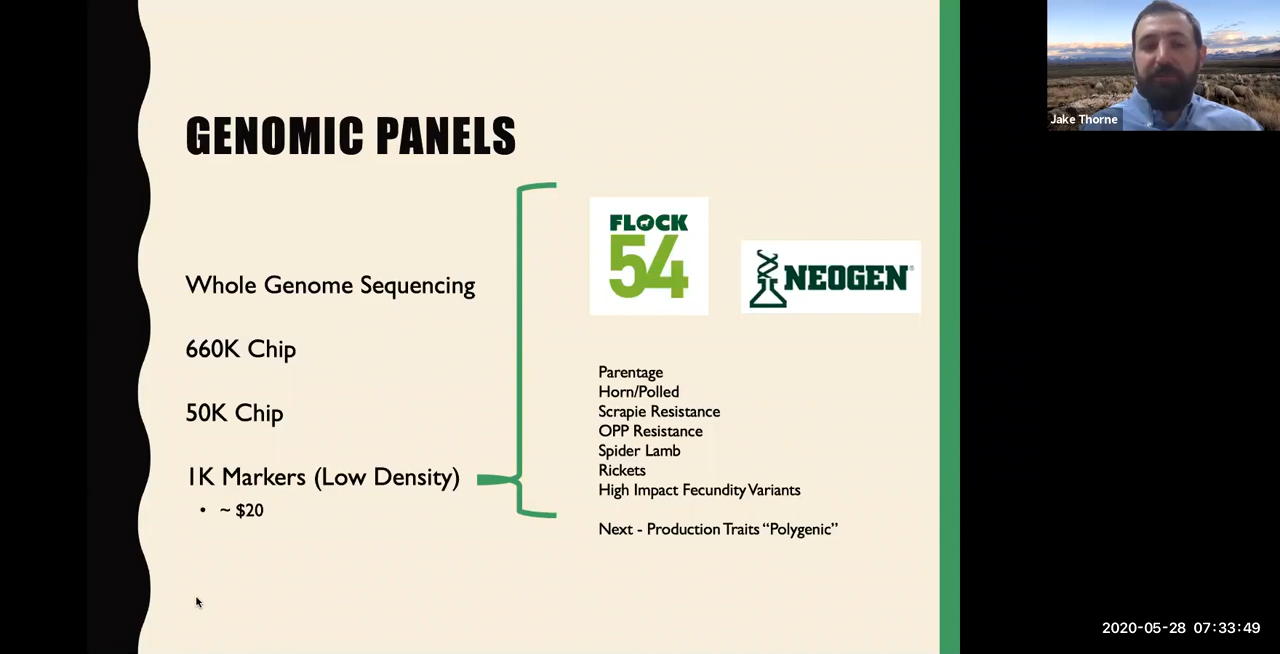 GENOMIC PANELS
Whole Genome Sequencing
660K Chip
50K Chip
1K Markers (Low Density)
• ~ $20
FLOCK
54
NEOGEN®
Parentage
Horn/Polled
Scrapie Resistance
OPP Resistance
Spider Lamb
Rickets
High Impact Fecundity Variants
Next - Production Traits “Polygenic”
Jake Thorne
2020-05-28 07:33:49